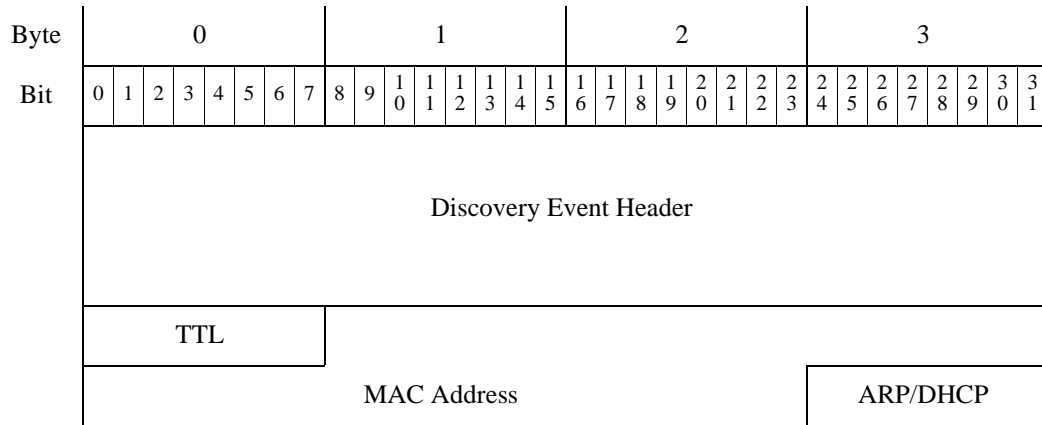 Byte 0 1 2 3
Bit 0 1 2 3 4 5 6 7 8 9 10 11 12 13 14 15 16 17 18 19 20 21 22 23 24 25 26 27 28 29 30 31
Discovery Event Header
TTL
MAC Address ARP/DHCP